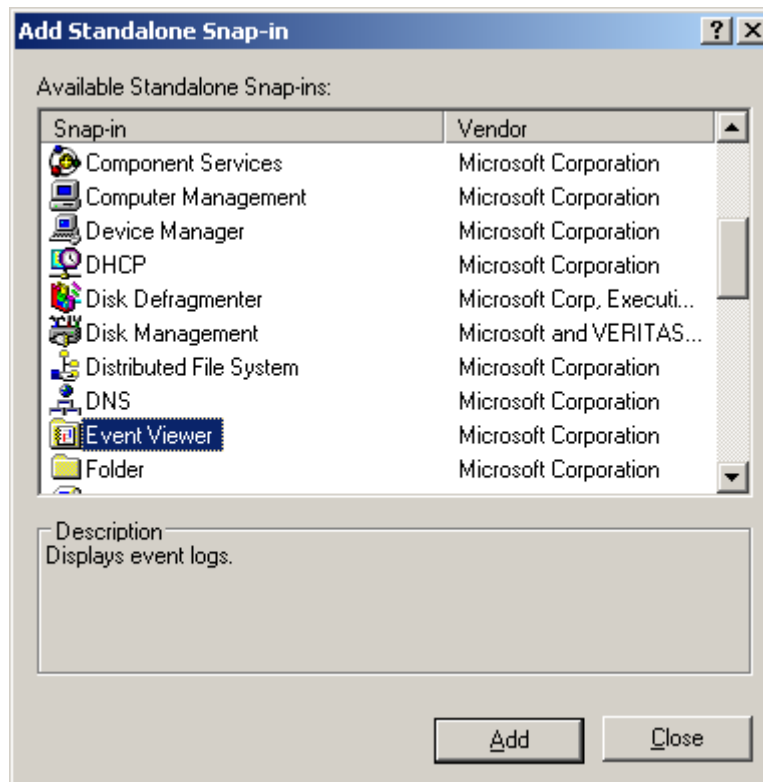 Add Standalone Snap-in
Available Standalone Snap-ins:
Snap-in Vendor
Component Services Microsoft Corporation
Computer Management Microsoft Corporation
Device Manager Microsoft Corporation
DHCP Microsoft Corporation
Disk Defragmenter Microsoft Corp, Executi...
Disk Management Microsoft and VERITAS...
Distributed File System Microsoft Corporation
DNS Microsoft Corporation
Event Viewer Microsoft Corporation
Folder Microsoft Corporation
Description
Displays event logs.
Add Close